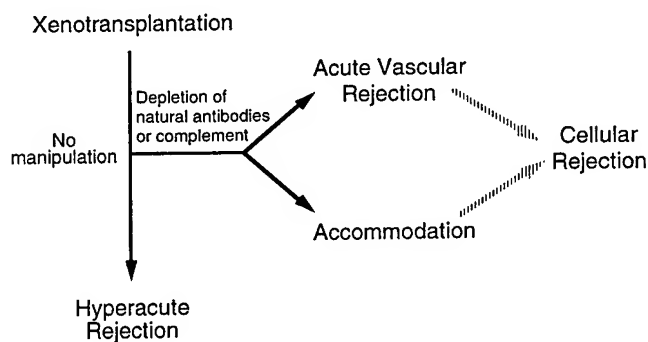 Xenotransplantation
Depletion of
natural antibodies
or complement
No
manipulation
Acute Vascular
Rejection
Cellular
Rejection
Accommodation
Hyperacute
Rejection